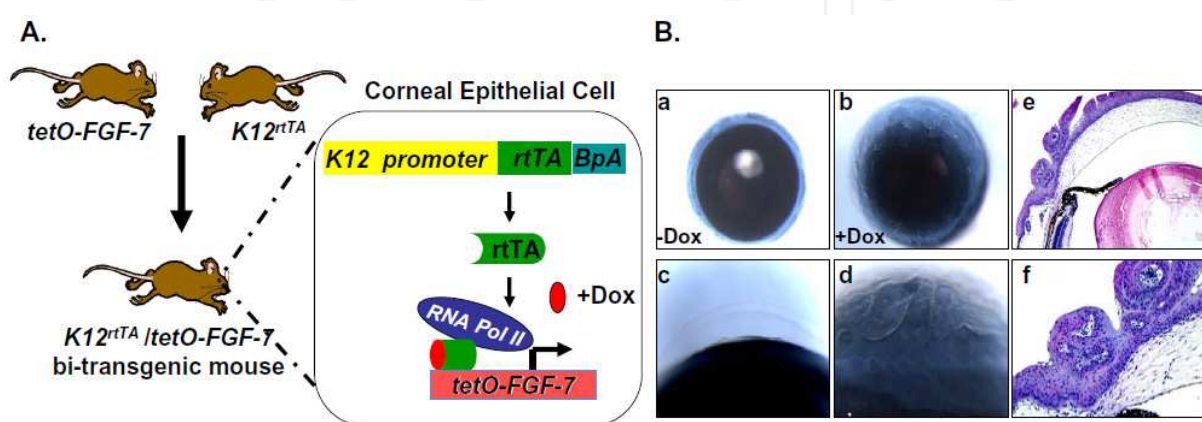 A.
tetO-FGF-7 K12rtTA
K12rtTA/tetO-FGF-7
bi-transgenic mouse
Corneal Epithelial Cell
K12 promoter rtTA BpA
rtTA
+Dox
RNA Pol II
tetO-FGF-7
B.
a -Dox
b +Dox
e
c
d
f